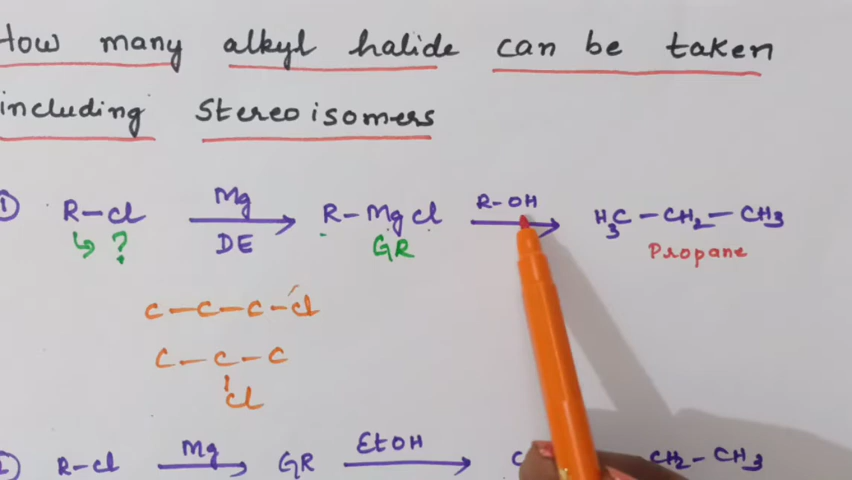 How many alkyl halide can be taken
including Stereoisomers
① R-Cl Mg DE R-MgCl R-OH H3C-CH2-CH3
↳ ? GR Propane
C-C-C-Cl
C-C-C
Cl
R-Cl Mg GR EtOH C CH2-CH3